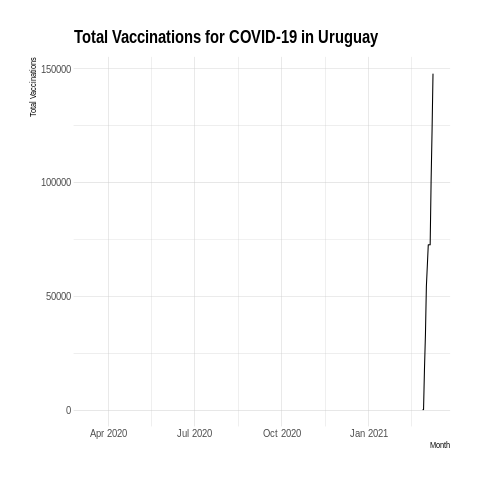 Total Vaccinations for COVID-19 in Uruguay
Total Vaccinations
150000
100000
50000
0
Apr 2020 Jul 2020 Oct 2020 Jan 2021
Month